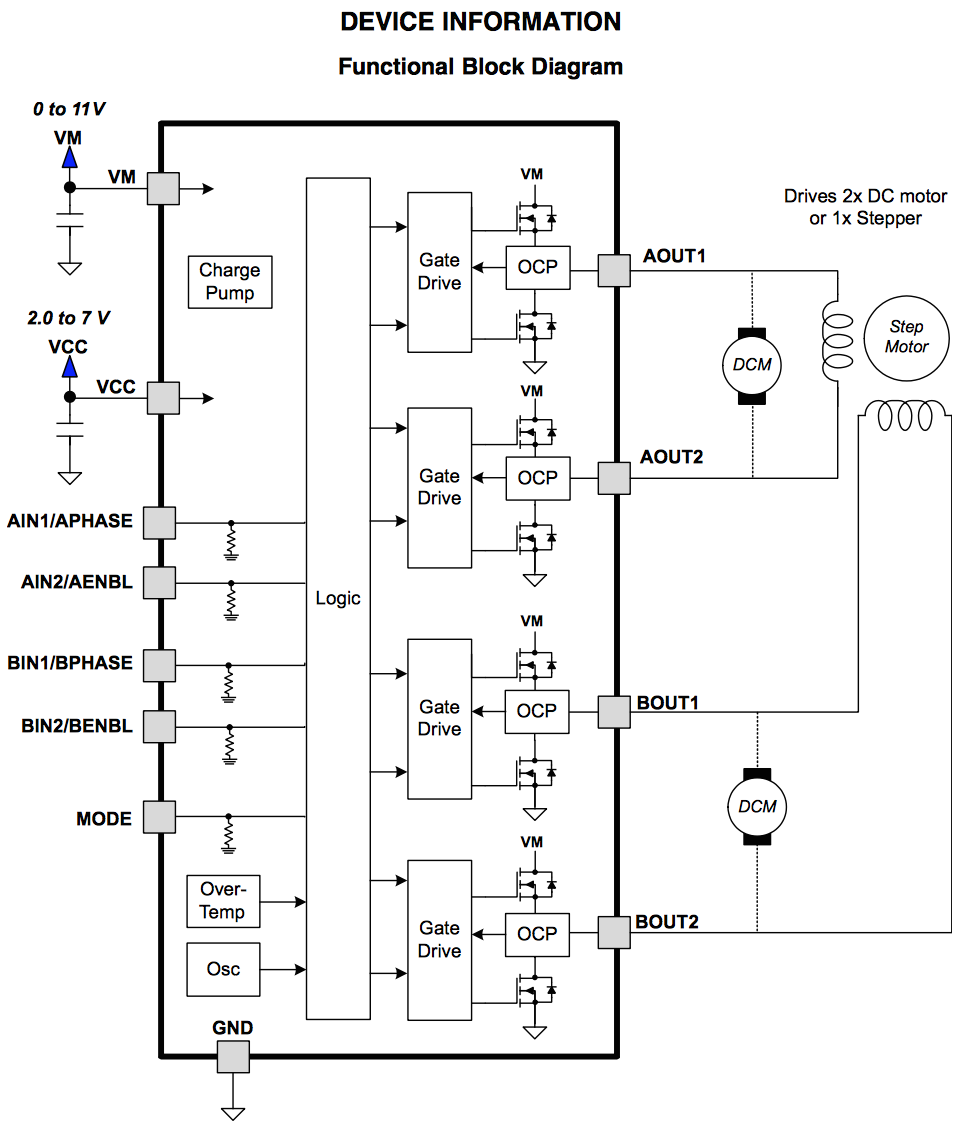 DEVICE INFORMATION
Functional Block Diagram
0 to 11V
VM
VM
Charge
Pump
2.0 to 7 V
VCC
VCC
AIN1/APHASE
AIN2/AENBL
BIN1/BPHASE
BIN2/BENBL
MODE
Over-
Temp
Osc
GND
Logic
Gate
Drive
VM
OCP
AOUT1
Gate
Drive
VM
OCP
AOUT2
Gate
Drive
VM
OCP
BOUT1
Gate
Drive
VM
OCP
BOUT2
Drives 2x DC motor
or 1x Stepper
DCM
Step
Motor
DCM